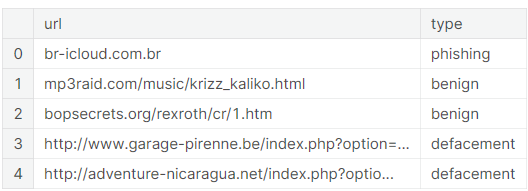 url type
0 br-icloud.com.br phishing
1 mp3raid.com/music/krizz_kaliko.html benign
2 bopsecrets.org/rexroth/cr/1.htm benign
3 http://www.garage-pirenne.be/index.php?option=... defacement
4 http://adventure-nicaragua.net/index.php?optio... defacement